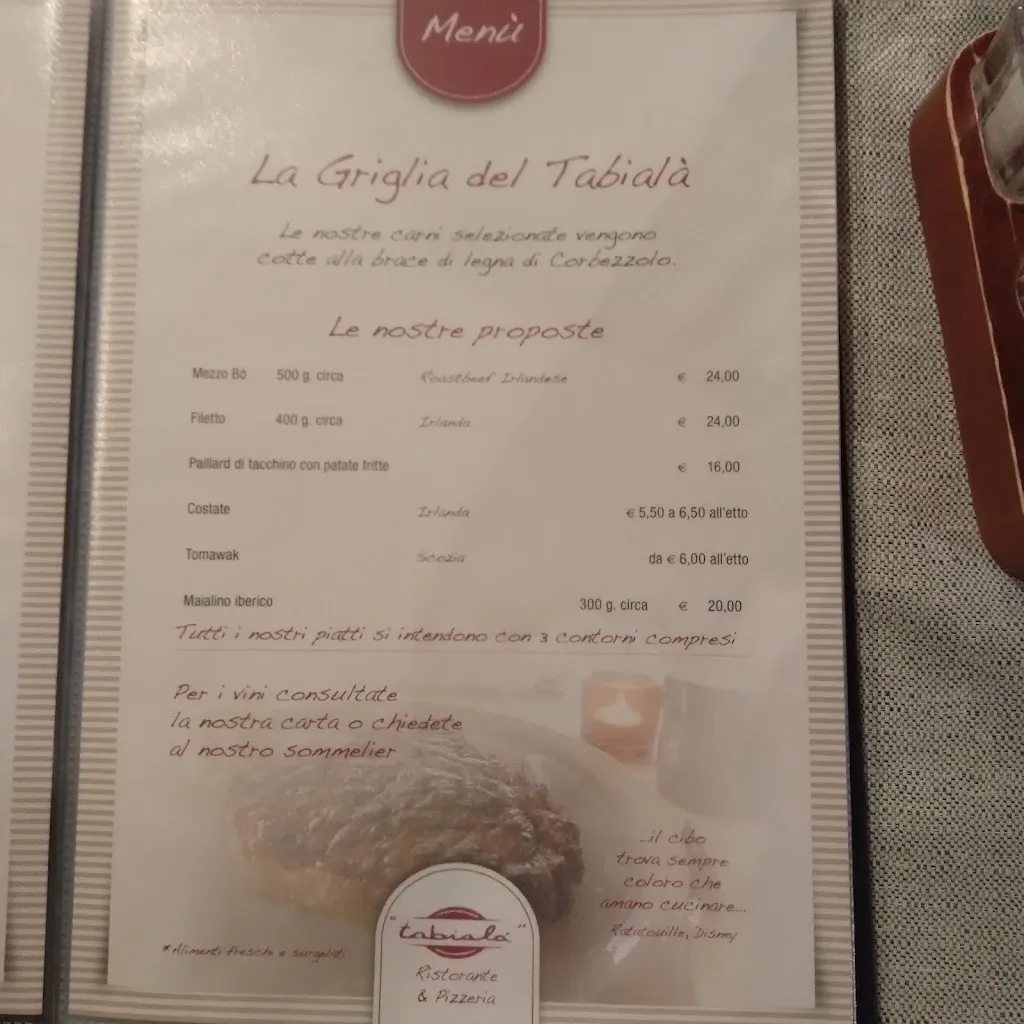 Menù
La Griglia del Tabialà
Le nostre carni selezionate vengono
cotte alla brace di legna di Corbezzolo.
Le nostre proposte
Mezzo Bó 500 g. circa Roastbeef Irlandese € 24,00
Filetto 400 g. circa Irlanda € 24,00
Paillard di tacchino con patate fritte € 16,00
Costate Irlanda € 5,50 a 6,50 all'etto
Tomawak Scozia da € 6,00 all'etto
Maialino iberico 300 g. circa € 20,00
Tutti i nostri piatti si intendono con 3 contorni compresi
Per i vini consultate
la nostra carta o chiedete
al nostro sommelier
...il cibo
trova sempre
coloro che
amano cucinare...
Ratatouille, Disney
*Alimenti freschi e surgelati
"tabialà"
Ristorante
& Pizzeria